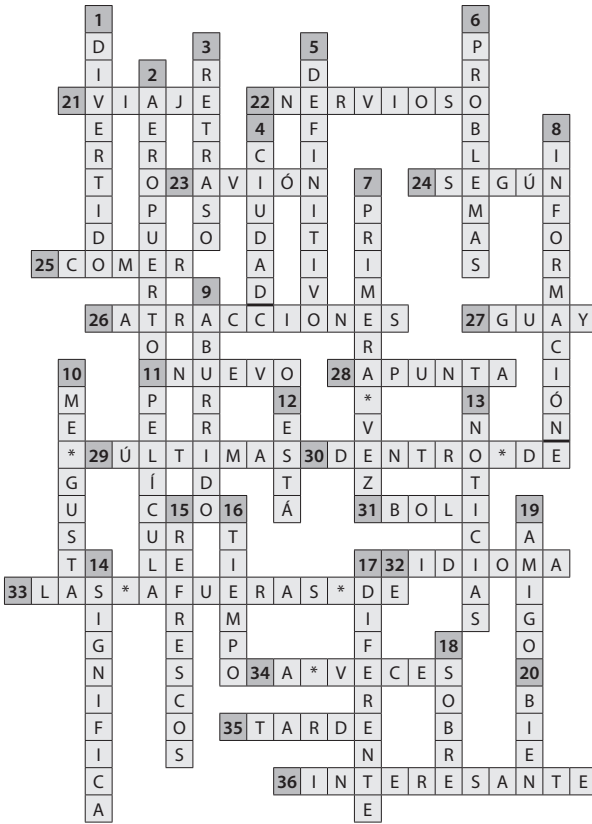 1 DIVERTIDO
2 AEROPUERTO
3 RETRASO
4 CIUDAD
5 DEFINITIVO
6 PROBLEMAS
7 PRIMERA*VEZ
8 INFORMACIÓN
9 ABURRIDO
10 ME*GUSTA
11 PELÍCULA
NUEVO
12 ESTÁ
13 NOTICIAS
14 SIGNIFICA
15 REFRESCOS
16 TIEMPO
17 DIFERENTE
18 SOBRE
19 AMIGO
20 BIEN
21 VIAJE
22 NERVIOSO
23 AVIÓN
24 SEGÚN
25 COMER
26 ATRACCIONES
27 GUAY
28 APUNTA
29 ÚLTIMAS
30 DENTRO*DE
31 BOLI
32 IDIOMA
33 LAS*AFUERAS*DE
34 A*VECES
35 TARDE
36 INTERESANTE